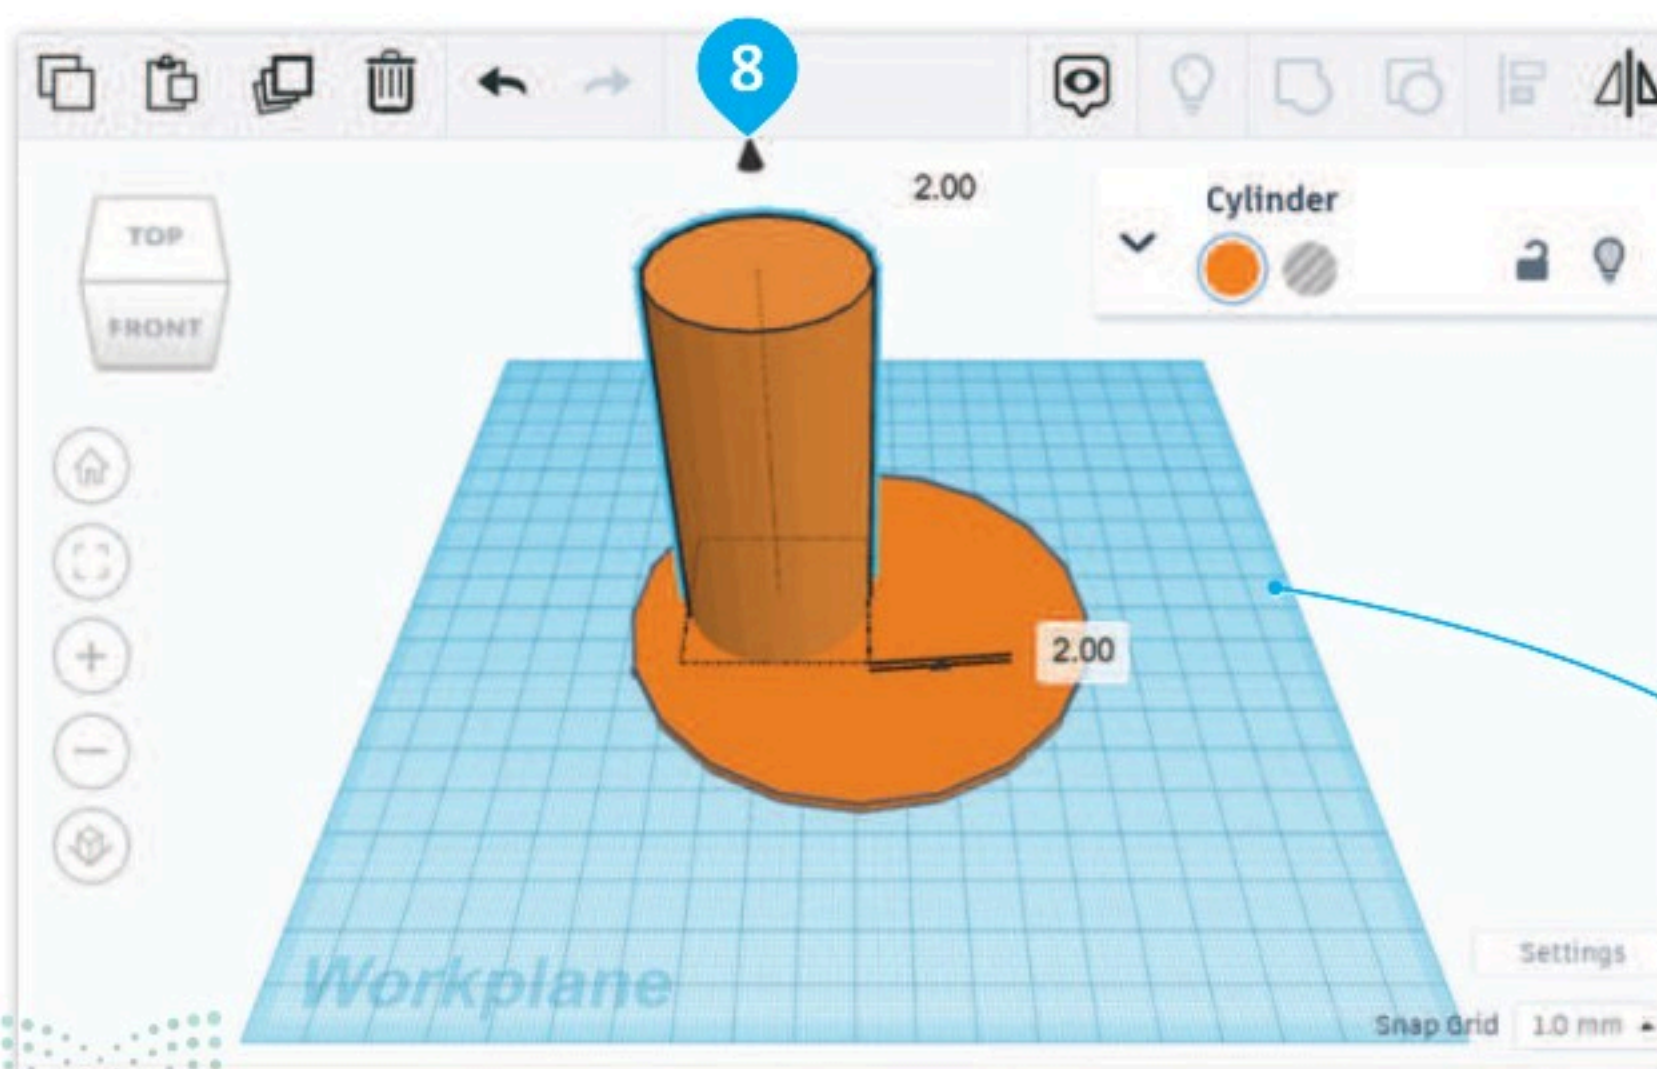 8
2.00
Cylinder
TOP
FRONT
2.00
Workplane
Settings
Snap Grid 1.0 mm